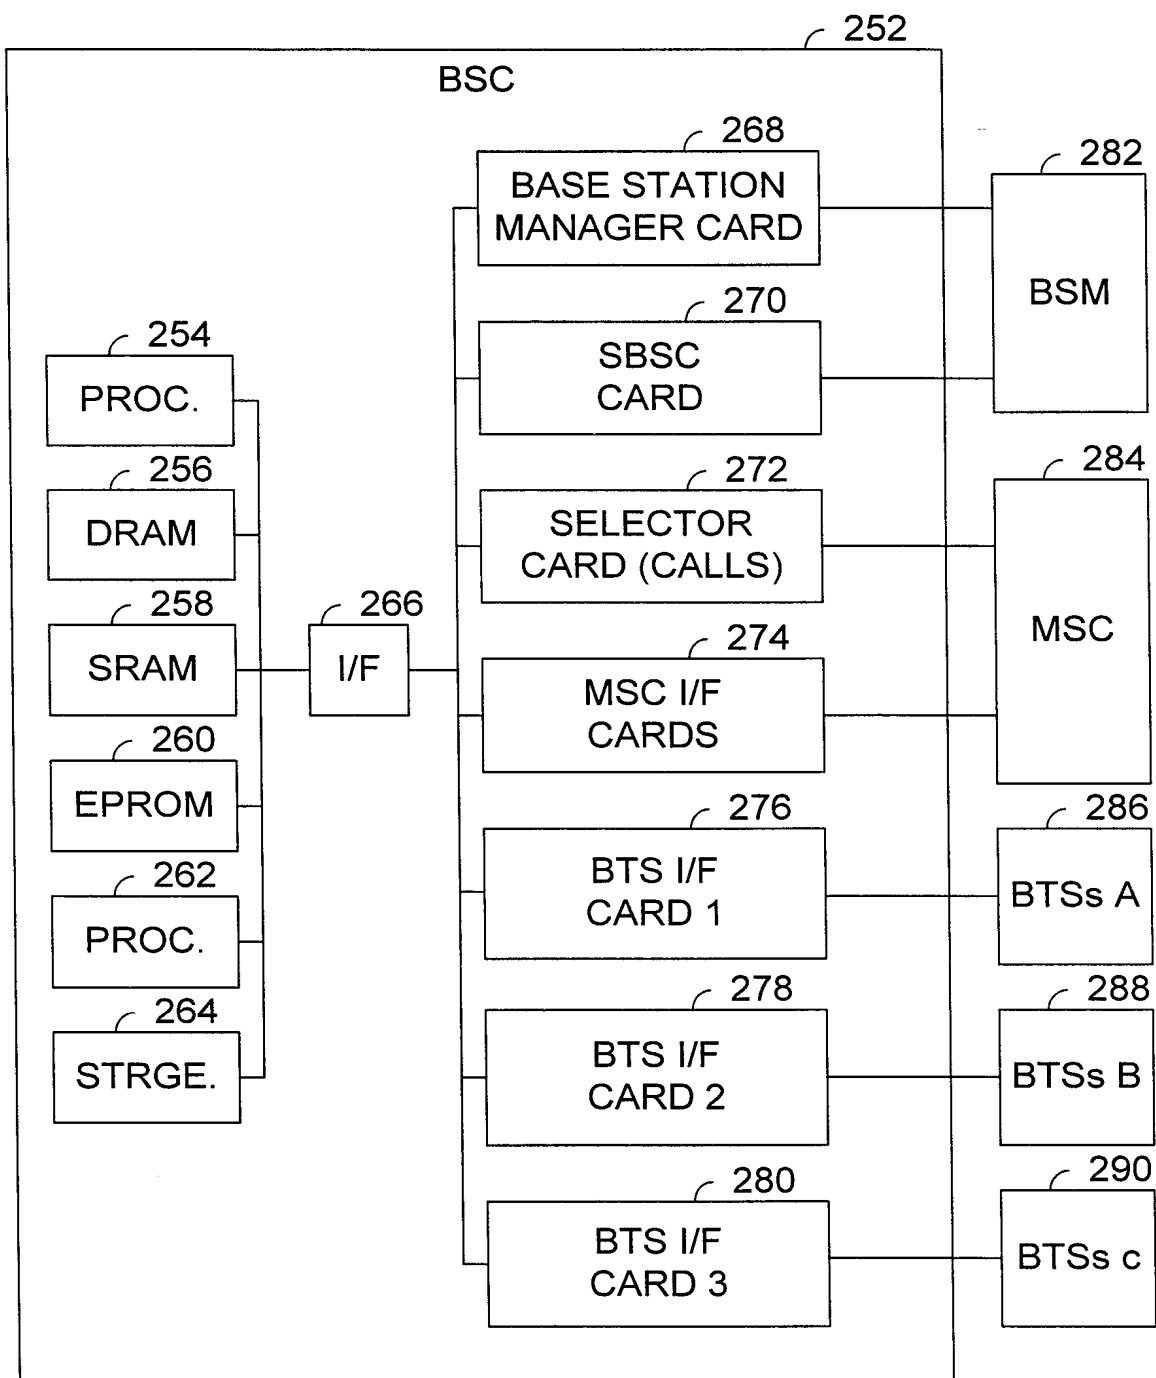 252
BSC
268
BASE STATION
MANAGER CARD
282
BSM
270
SBSC
CARD
254
PROC.
256
DRAM
272
SELECTOR
CARD (CALLS)
284
MSC
258
SRAM
266
I/F
274
MSC I/F
CARDS
260
EPROM
276
BTS I/F
CARD 1
286
BTSs A
262
PROC.
278
BTS I/F
CARD 2
288
BTSs B
264
STRGE.
280
BTS I/F
CARD 3
290
BTSs c